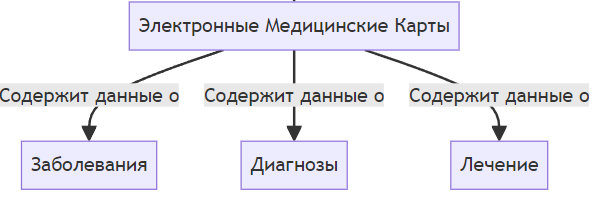 Электронные Медицинские Карты
Содержит данные о Содержит данные о Содержит данные о
Заболевания Диагнозы Лечение